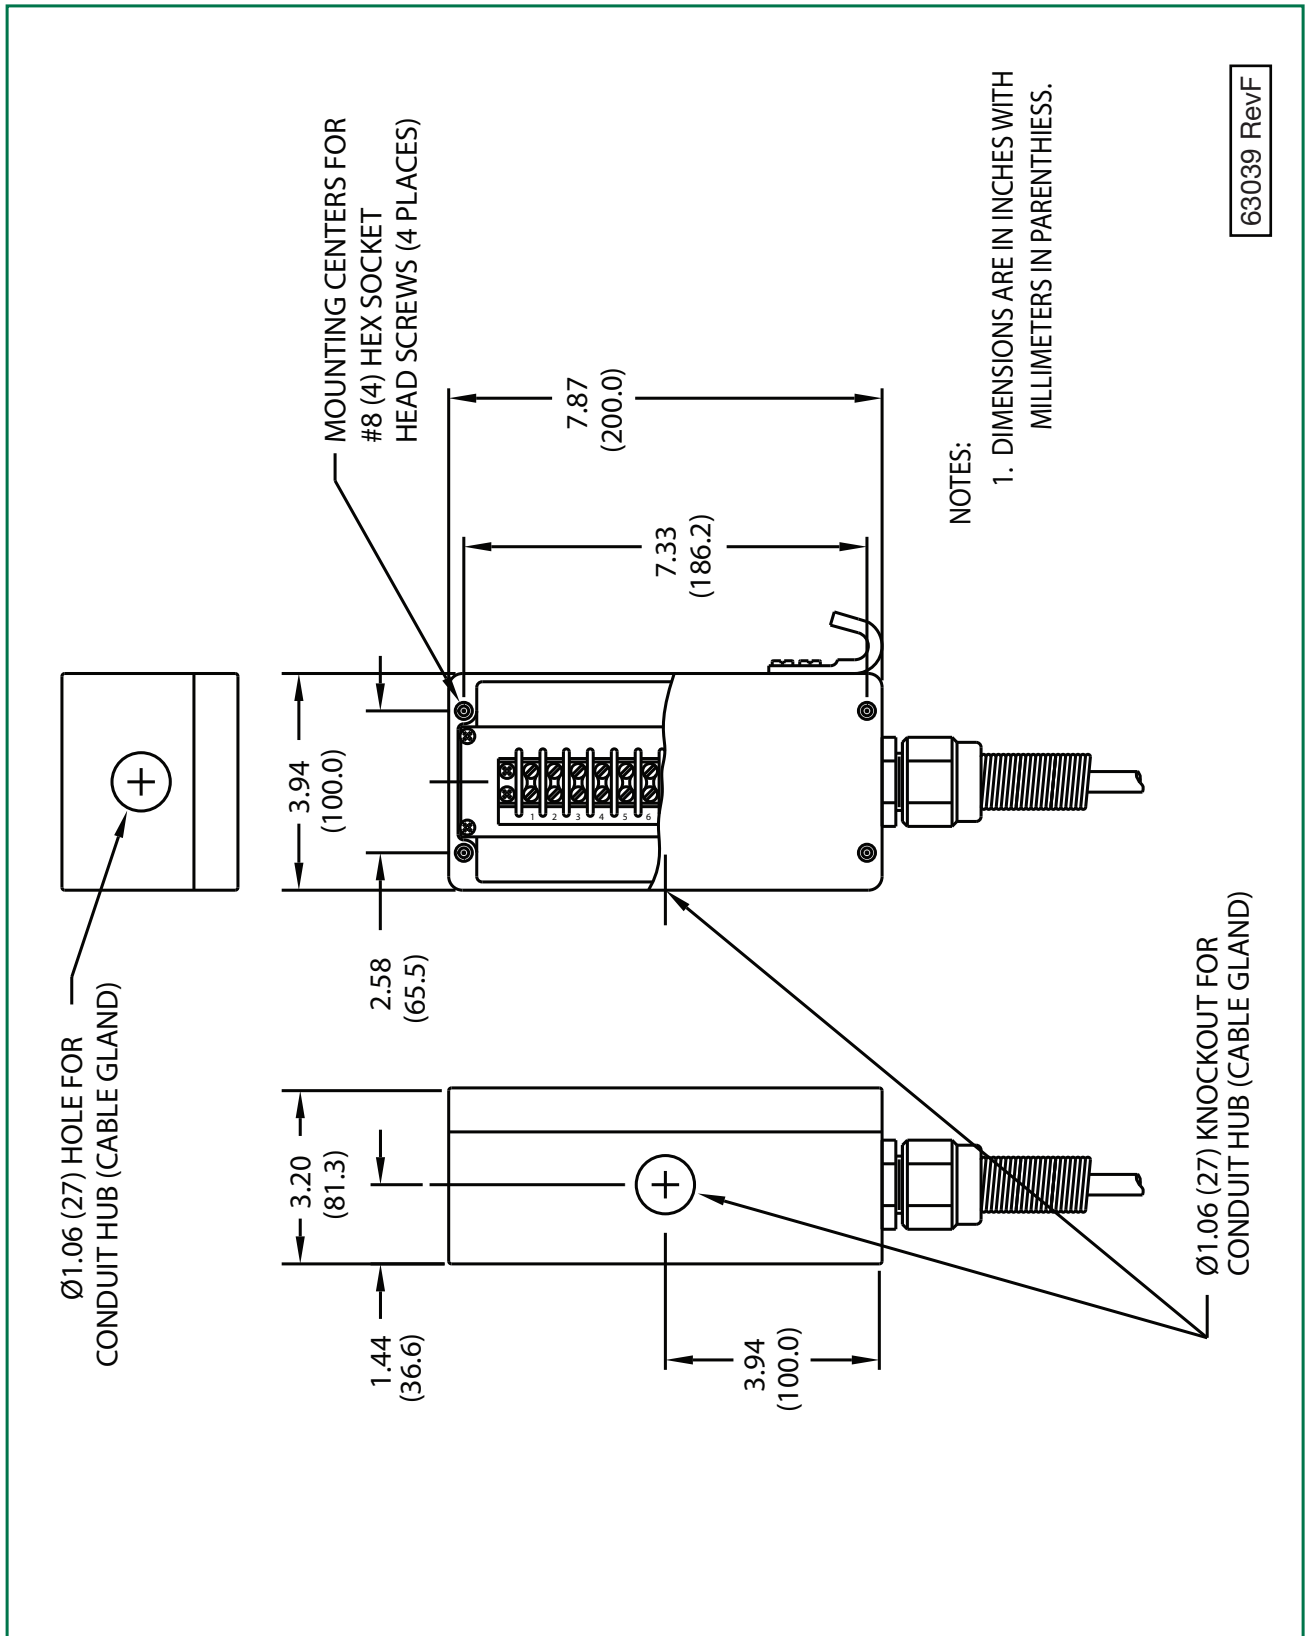 Ø1.06 (27) HOLE FOR
CONDUIT HUB (CABLE GLAND)
MOUNTING CENTERS FOR
#8 (4) HEX SOCKET
HEAD SCREWS (4 PLACES)
3.20
(81.3)
1.44
(36.6)
3.94
(100.0)
2.58
(65.5)
3.94
(100.0)
7.33
(186.2)
7.87
(200.0)
1 2 3 4 5 6
Ø1.06 (27) KNOCKOUT FOR
CONDUIT HUB (CABLE GLAND)
NOTES:
1. DIMENSIONS ARE IN INCHES WITH
MILLIMETERS IN PARENTHIESS.
63039 RevF